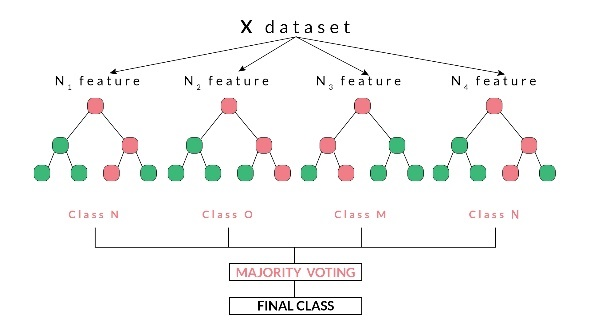 X dataset
N1 feature N2 feature N3 feature N4 feature
Class N Class O Class M Class N
MAJORITY VOTING
FINAL CLASS